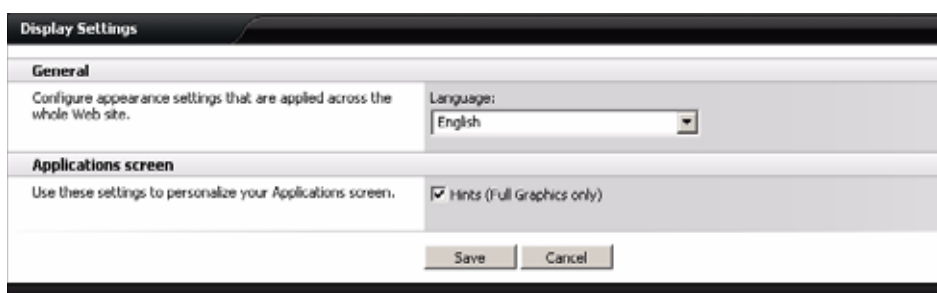 Display Settings
General
Configure appearance settings that are applied across the
whole Web site.
Language:
English
Applications screen
Use these settings to personalize your Applications screen.
Hints (Full Graphics only)
Save
Cancel